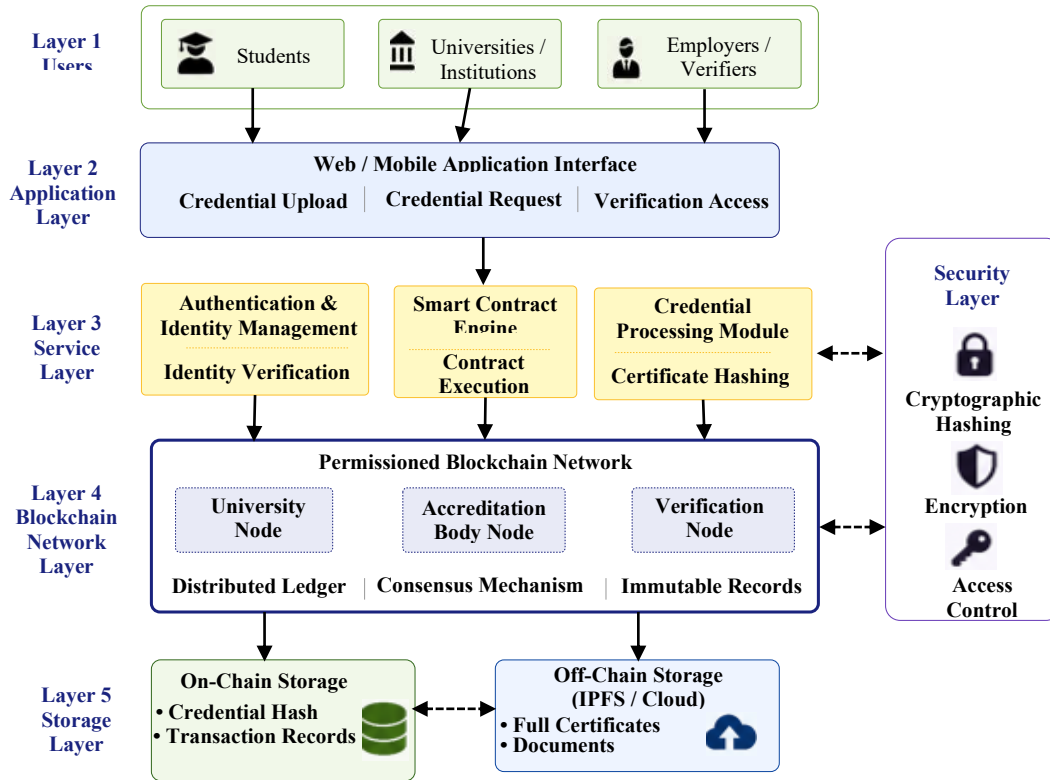 Layer 1
Users
Students
Universities /
Institutions
Employers /
Verifiers
Layer 2
Application
Layer
Web / Mobile Application Interface
Credential Upload
Credential Request
Verification Access
Layer 3
Service
Layer
Authentication &
Identity Management
Identity Verification
Smart Contract
Engine
Contract
Execution
Credential
Processing Module
Certificate Hashing
Security
Layer
Cryptographic
Hashing
Encryption
Access
Control
Layer 4
Blockchain
Network
Layer
Permissioned Blockchain Network
University
Node
Accreditation
Body Node
Verification
Node
Distributed Ledger
Consensus Mechanism
Immutable Records
Layer 5
Storage
Layer
On-Chain Storage
• Credential Hash
• Transaction Records
Off-Chain Storage
(IPFS / Cloud)
• Full Certificates
• Documents